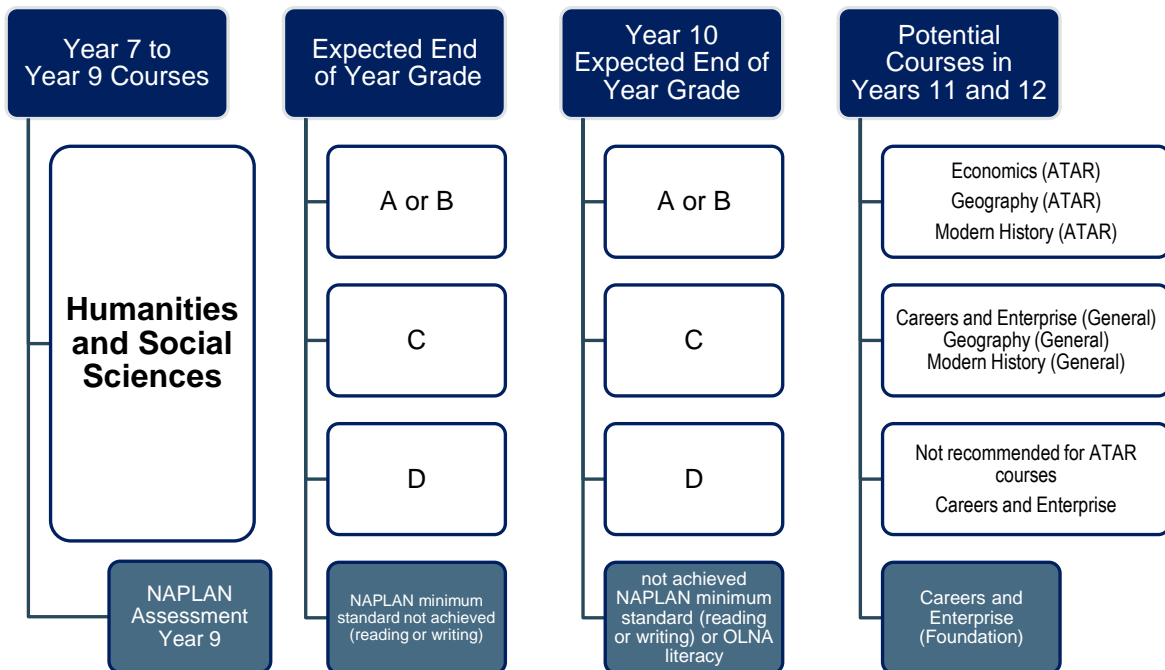 Year 7 to
Year 9 Courses
Humanities
and Social
Sciences
NAPLAN
Assessment
Year 9
Expected End
of Year Grade
A or B
C
D
NAPLAN minimum
standard not achieved
(reading or writing)
Year 10
Expected End of
Year Grade
A or B
C
D
not achieved
NAPLAN minimum
standard (reading
or writing) or OLNA
literacy
Potential
Courses in
Years 11 and 12
Economics (ATAR)
Geography (ATAR)
Modern History (ATAR)
Careers and Enterprise (General)
Geography (General)
Modern History (General)
Not recommended for ATAR
courses
Careers and Enterprise
Careers and
Enterprise
(Foundation)